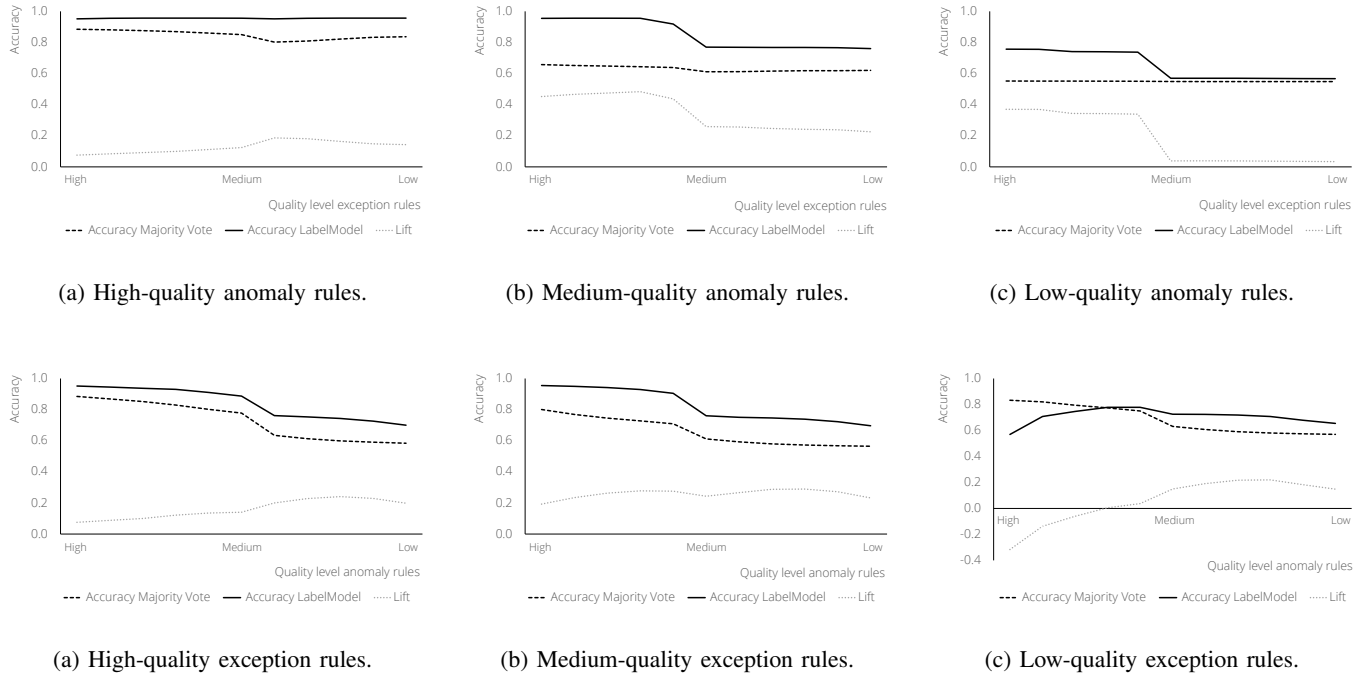 Accuracy
1.0
0.8
0.6
0.4
0.2
0.0
High
Medium
Low
Quality level exception rules
Accuracy Majority Vote
Accuracy LabelModel
Lift
(a) High-quality anomaly rules.
Accuracy
1.0
0.8
0.6
0.4
0.2
0.0
High
Medium
Low
Quality level exception rules
Accuracy Majority Vote
Accuracy LabelModel
Lift
(b) Medium-quality anomaly rules.
Accuracy
1.0
0.8
0.6
0.4
0.2
0.0
High
Medium
Low
Quality level exception rules
Accuracy Majority Vote
Accuracy LabelModel
Lift
(c) Low-quality anomaly rules.
Accuracy
1.0
0.8
0.6
0.4
0.2
0.0
High
Medium
Low
Quality level anomaly rules
Accuracy Majority Vote
Accuracy LabelModel
Lift
(a) High-quality exception rules.
Accuracy
1.0
0.8
0.6
0.4
0.2
0.0
High
Medium
Low
Quality level anomaly rules
Accuracy Majority Vote
Accuracy LabelModel
Lift
(b) Medium-quality exception rules.
Accuracy
1.0
0.8
0.6
0.4
0.2
0.0
-0.2
-0.4
High
Medium
Low
Quality level anomaly rules
Accuracy Majority Vote
Accuracy LabelModel
Lift
(c) Low-quality exception rules.